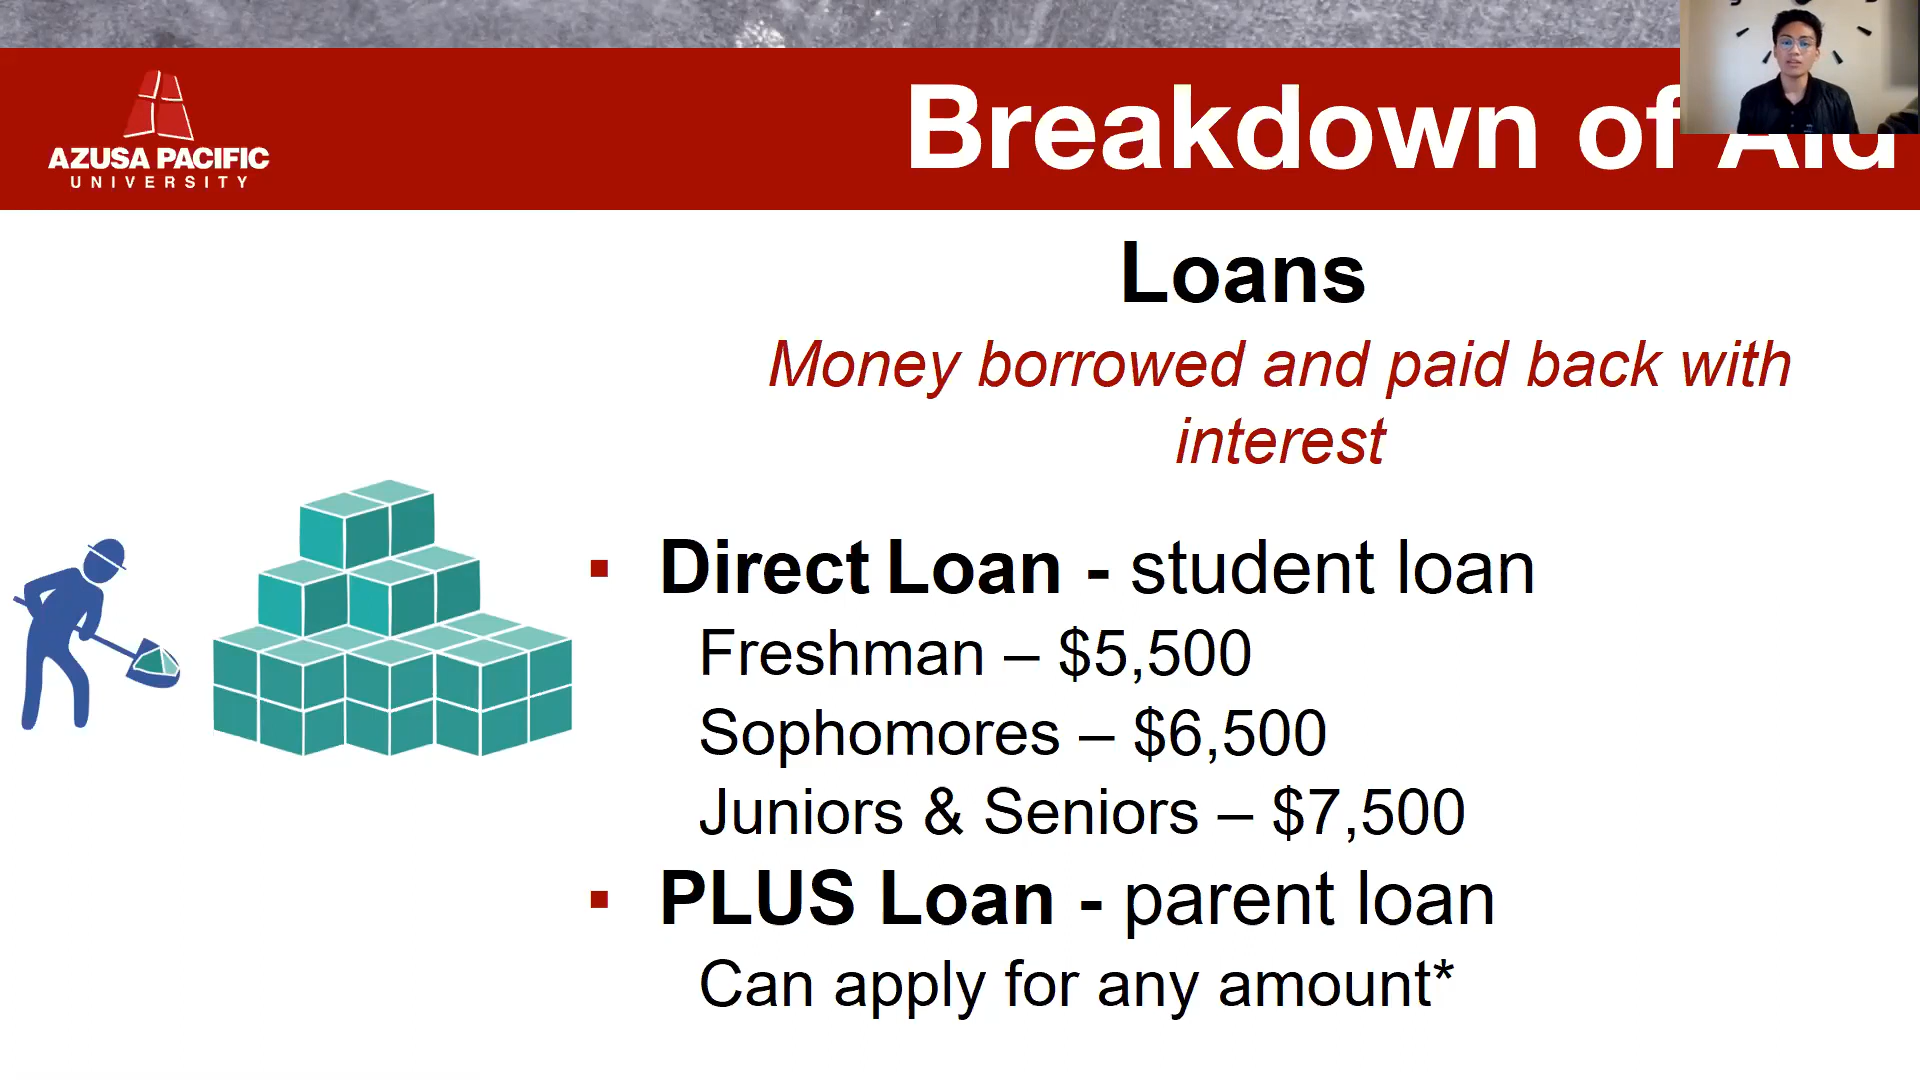 AZUSA PACIFIC
UNIVERSITY
Breakdown of Aid
Loans
Money borrowed and paid back with
interest
▪ Direct Loan - student loan
Freshman – $5,500
Sophomores – $6,500
Juniors & Seniors – $7,500
▪ PLUS Loan - parent loan
Can apply for any amount*